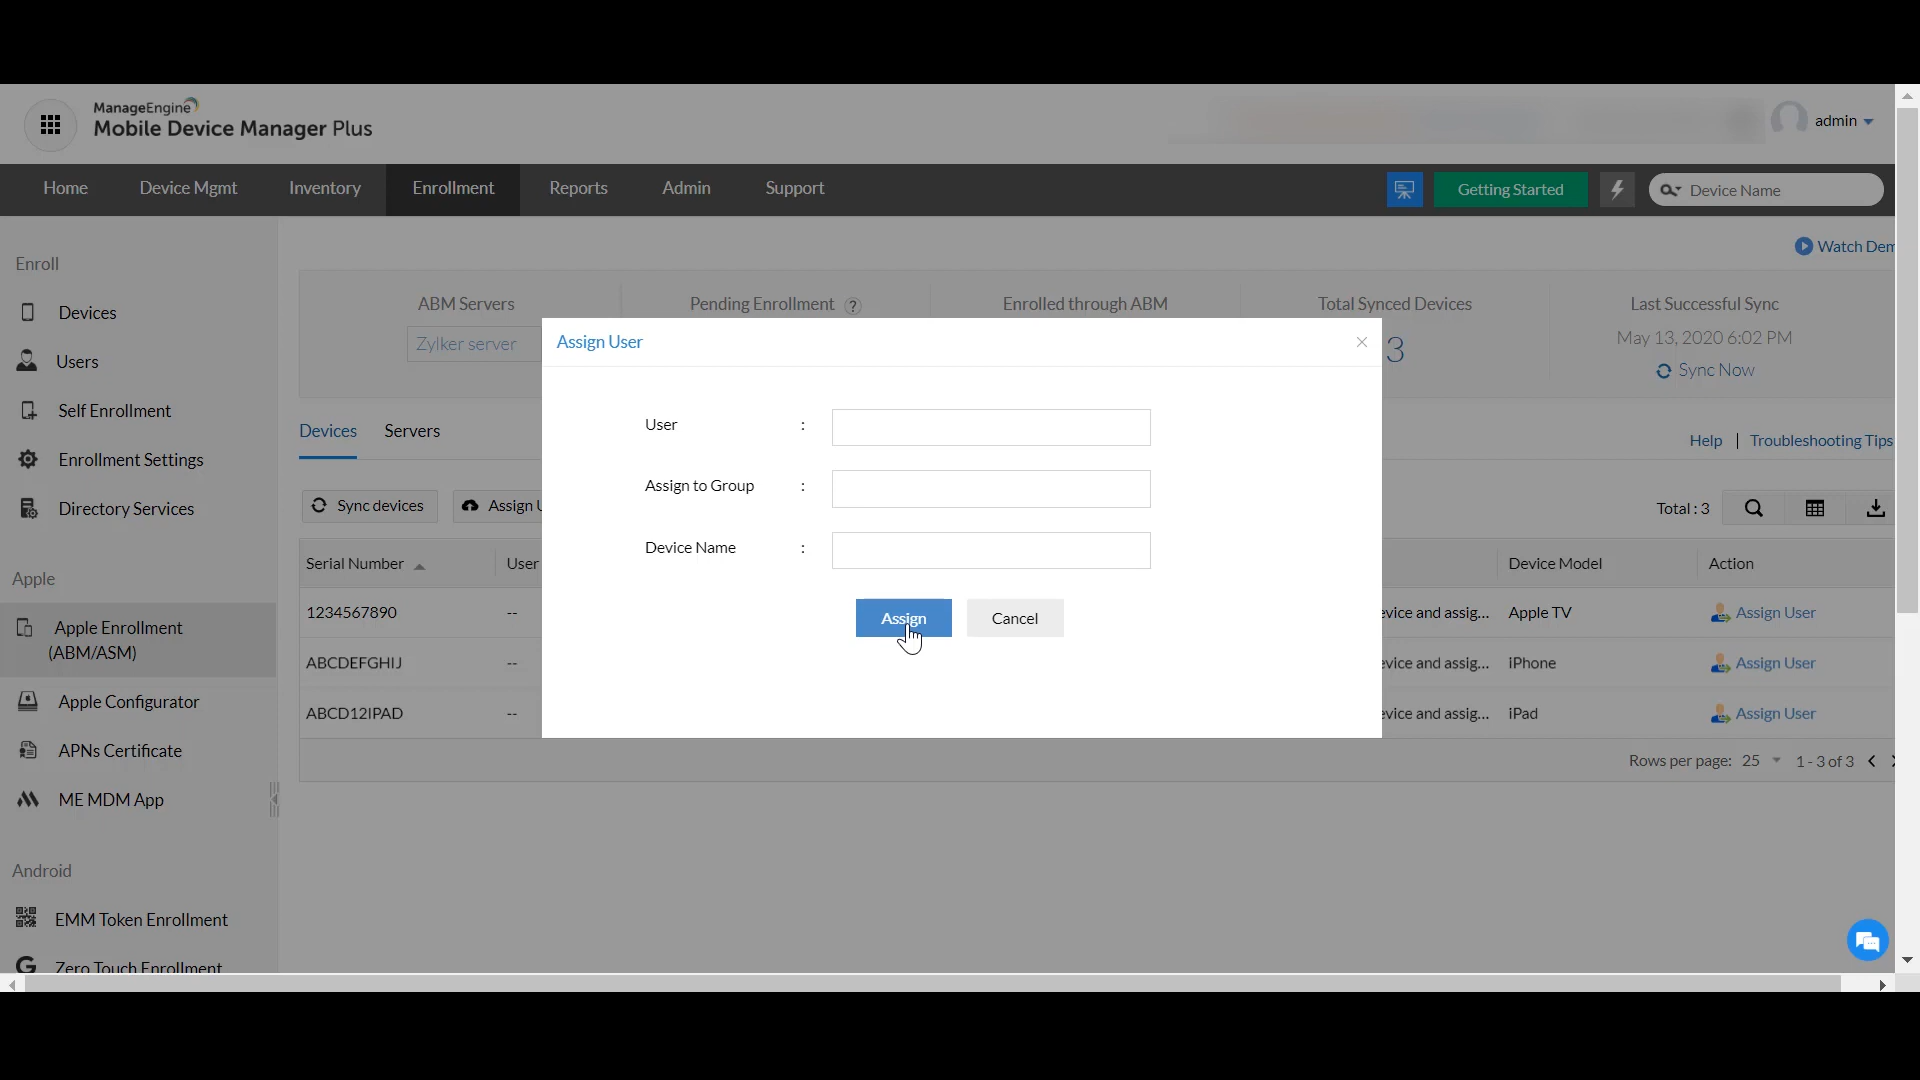 ManageEngine
Mobile Device Manager Plus
admin
Home Device Mgmt Inventory Enrollment Reports Admin Support
Getting Started
Device Name
Watch Dem
Enroll
Devices
Users
Self Enrollment
Enrollment Settings
Directory Services
Apple
Apple Enrollment
(ABM/ASM)
Apple Configurator
APNs Certificate
ME MDM App
Android
EMM Token Enrollment
Zero Touch Enrollment
ABM Servers
Zylker server
Pending Enrollment ?
Enrolled through ABM
Total Synced Devices
3
Last Successful Sync
May 13, 2020 6:02 PM
Sync Now
Devices Servers
Help | Troubleshooting Tips
Sync devices Assign U
Total : 3
Serial Number User Device Model Action
1234567890 -- evice and assig... Apple TV Assign User
ABCDEFGHIJ -- evice and assig... iPhone Assign User
ABCD12IPAD -- evice and assig... iPad Assign User
Rows per page: 25 1 - 3 of 3
Assign User
User :
Assign to Group :
Device Name :
Assign Cancel